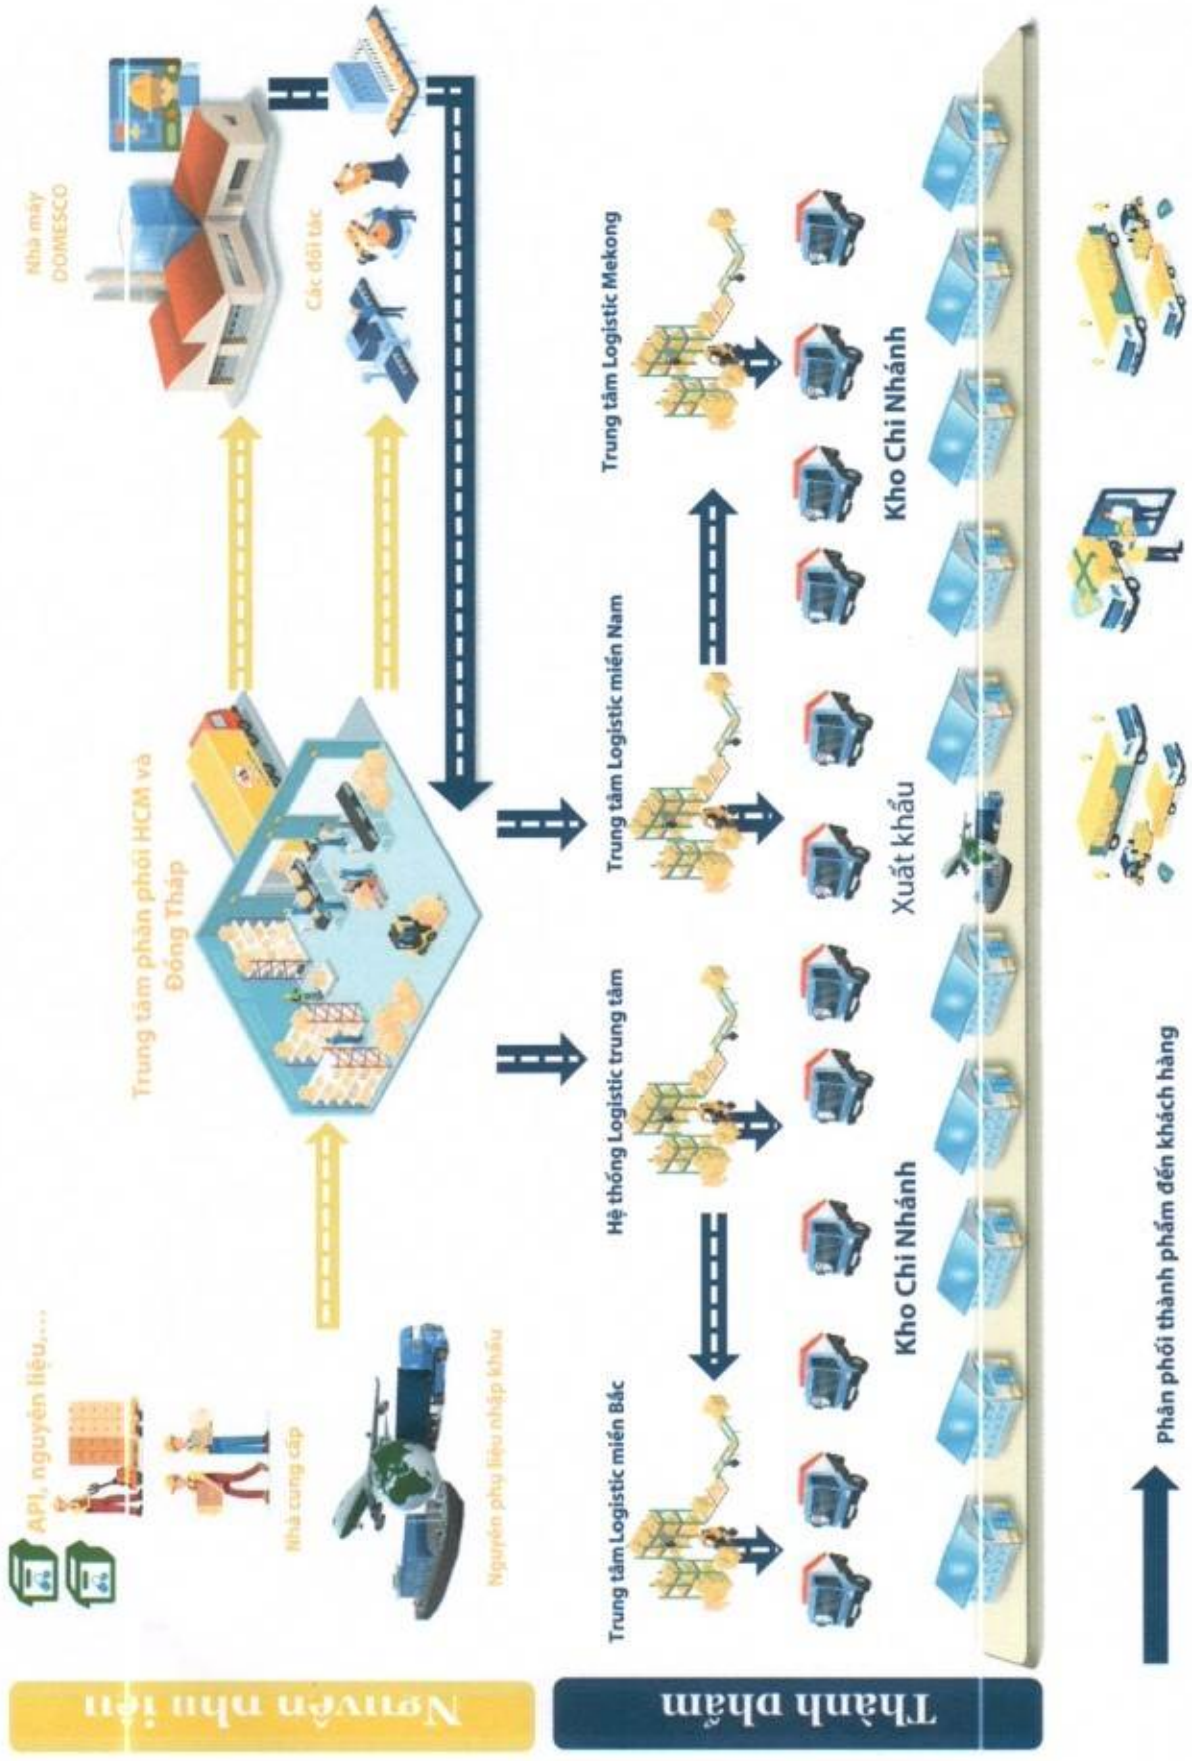 API, nguyên liệu,...
Nhà cung cấp
Nguyên phụ liệu nhập khẩu
Trung tâm phân phối HCM và
Đồng Tháp
Nhà máy
DOMESCO
Các đối tác
Trung tâm Logistic miền Bắc
Hệ thống Logistic trung tâm
Trung tâm Logistic miền Nam
Trung tâm Logistic Mekong
Kho Chi Nhánh
Xuất khẩu
Kho Chi Nhánh
Phân phối thành phẩm đến khách hàng
Nguyên phụ iệu
Thành phẩm